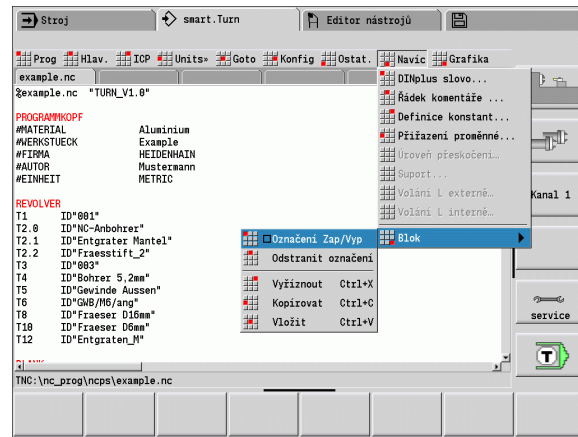 Stroj
smart.Turn
Editor nástrojů
Prog Hlav. ICP Units» Goto Konfig Ostat. Navíc Grafika
example.nc
%example.nc "TURN_V1.0"
PROGRAMMKOPF
#MATERIAL Aluminium
#WERKSTUECK Example
#FIRMA HEIDENHAIN
#AUTOR Mustermann
#EINHEIT METRIC
REVOLVER
T1 ID"001"
T2.0 ID"NC-Anbohrer"
T2.1 ID"Entgrater Mantel"
T2.2 ID"Fraesstift_2"
T3 ID"003"
T4 ID"Bohrer 5,2mm"
T5 ID"Gewinde Aussen"
T6 ID"GWB/M6/ang"
T8 ID"Fraeser D16mm"
T10 ID"Fraeser D6mm"
T12 ID"Entgraten_M"
DINplus slovo...
Řádek komentáře ...
Definice konstant...
Přiřazení proměnné...
Úroveň přeskočení…
Suport...
Volání L externě…
Volání L interně…
Blok
Označení Zap/Vyp
Odstranit označení
Vyříznout Ctrl+X
Kopírovat Ctrl+C
Vložit Ctrl+V
Kanal 1
service
T
TNC:\nc_prog\ncps\example.nc